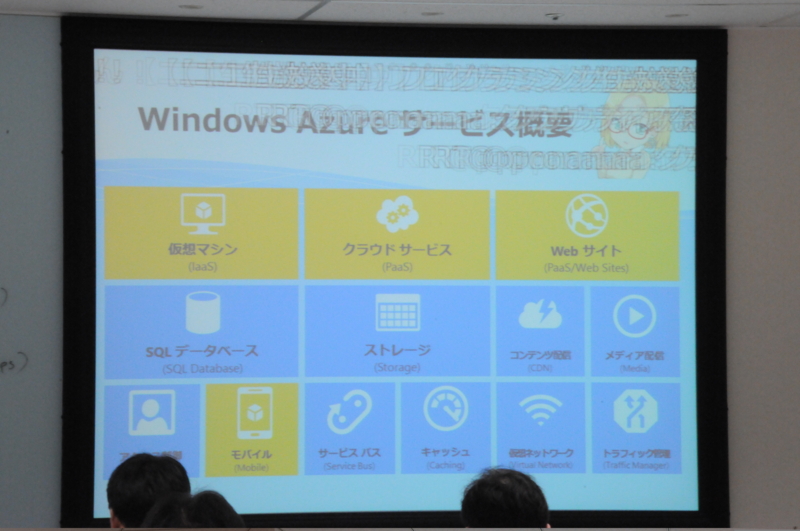 Windows Azure サービス概要
仮想マシン
(IaaS)
クラウド サービス
(PaaS)
Web サイト
(PaaS/Web Sites)
SQL データベース
(SQL Database)
ストレージ
(Storage)
コンテンツ配信
(CDN)
メディア配信
(Media)
モバイル
(Mobile)
サービス バス
(Service Bus)
キャッシュ
(Caching)
仮想ネットワーク
(Virtual Network)
トラフィック管理
(Traffic Manager)